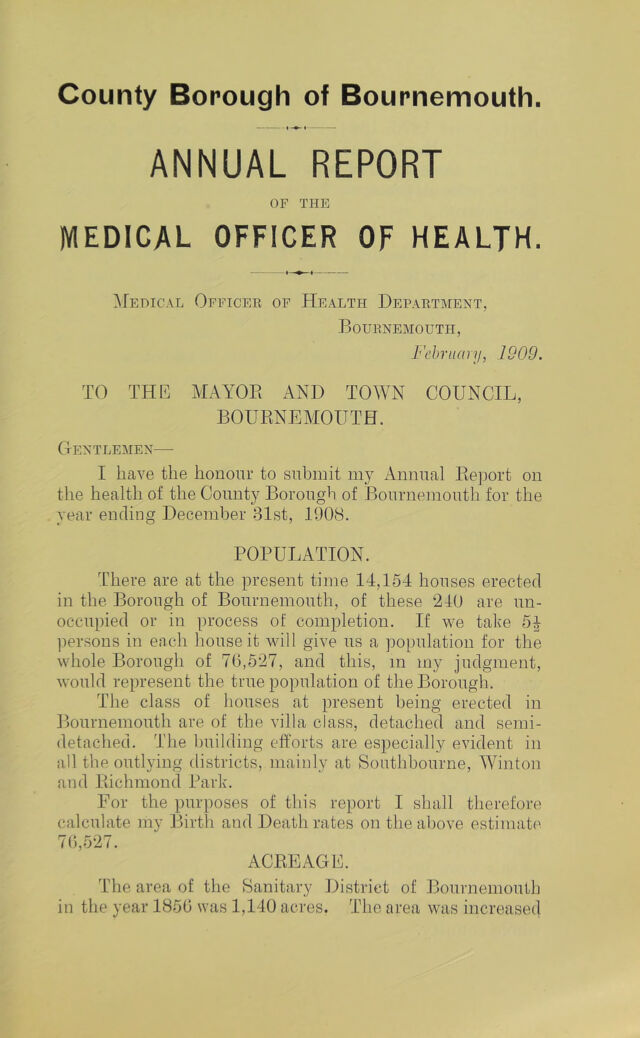 County Borough of Bournemouth.
ANNUAL REPORT
OF THE
MEDICAL OFFICER OF HEALTH.
Medical Officer of Health Department,
Bournemouth,
February, 1909.
TO THE MAYOR AND TOWN COUNCIL,
BOURNEMOUTH.
Gentlemen—
I have the honour to submit my Annual Report on
the health of the County Borough of Bournemouth for the
year ending December 31st, 1908.
POPULATION.
There are at the present time 14,154 houses erected
in the Borough of Bournemouth, of these 240 are un-
occupied or in process of completion. If we take 5½
persons in each house it will give us a population for the
whole Borough of 76,527, and this, in my judgment,
would represent the true population of the Borough.
The class of houses at present being erected in
Bournemouth are of the villa class, detached and semi-
detached. The building efforts are especially evident in
all the outlying districts, mainly at Southbourne, Winton
and Richmond Park.
For the purposes of this report I shall therefore
calculate my Birth and Death rates on the above estimate
76,527.
ACREAGE.
The area of the Sanitary District of Bournemouth
in the year 1856 was 1,140 acres. The area was increased